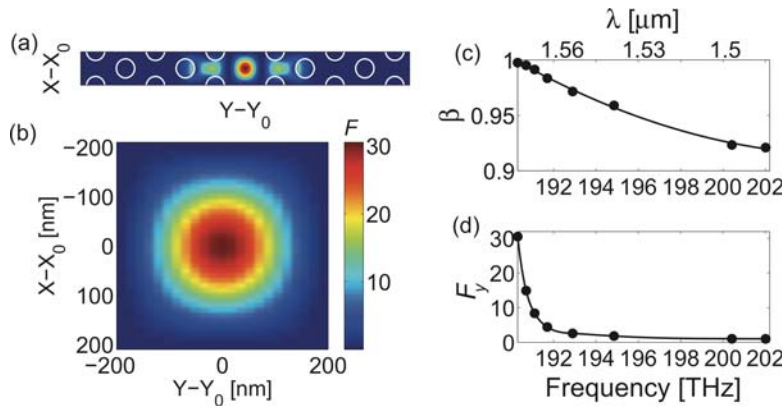 (a)
X−X0
Y−Y0
(b)
F
−200
−100
0
100
200
X−X0 [nm]
−200 0 200
Y−Y0 [nm]
30
20
10
λ [μm]
(c) 1.56 1.53 1.5
1
0.95
0.9
β
192 194 196 198 200 202
(d)
30
20
10
0
Fy
192 194 196 198 200 202
Frequency [THz]